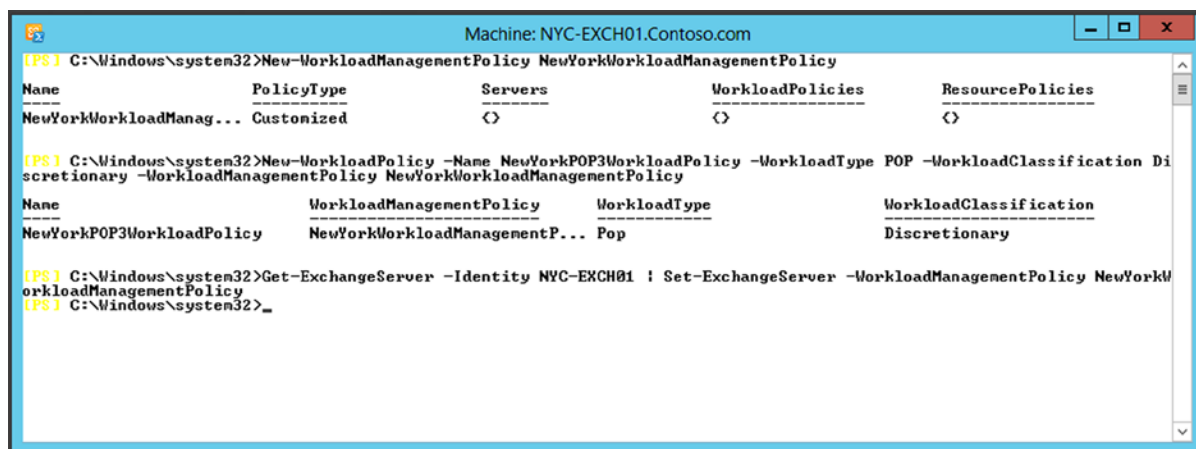 Machine: NYC-EXCH01.Contoso.com
[PS] C:\Windows\system32>New-WorkloadManagementPolicy NewYorkWorkloadManagementPolicy
Name PolicyType Servers WorkloadPolicies ResourcePolicies
---- ---------- ------- ---------------- ----------------
NewYorkWorkloadManag... Customized {} {} {}
[PS] C:\Windows\system32>New-WorkloadPolicy -Name NewYorkPOP3WorkloadPolicy -WorkloadType POP -WorkloadClassification Di
scretionary -WorkloadManagementPolicy NewYorkWorkloadManagementPolicy
Name WorkloadManagementPolicy WorkloadType WorkloadClassification
---- ------------------------ ------------ ----------------------
NewYorkPOP3WorkloadPolicy NewYorkWorkloadManagementP... Pop Discretionary
[PS] C:\Windows\system32>Get-ExchangeServer -Identity NYC-EXCH01 | Set-ExchangeServer -WorkloadManagementPolicy NewYorkW
orkloadManagementPolicy
[PS] C:\Windows\system32>_